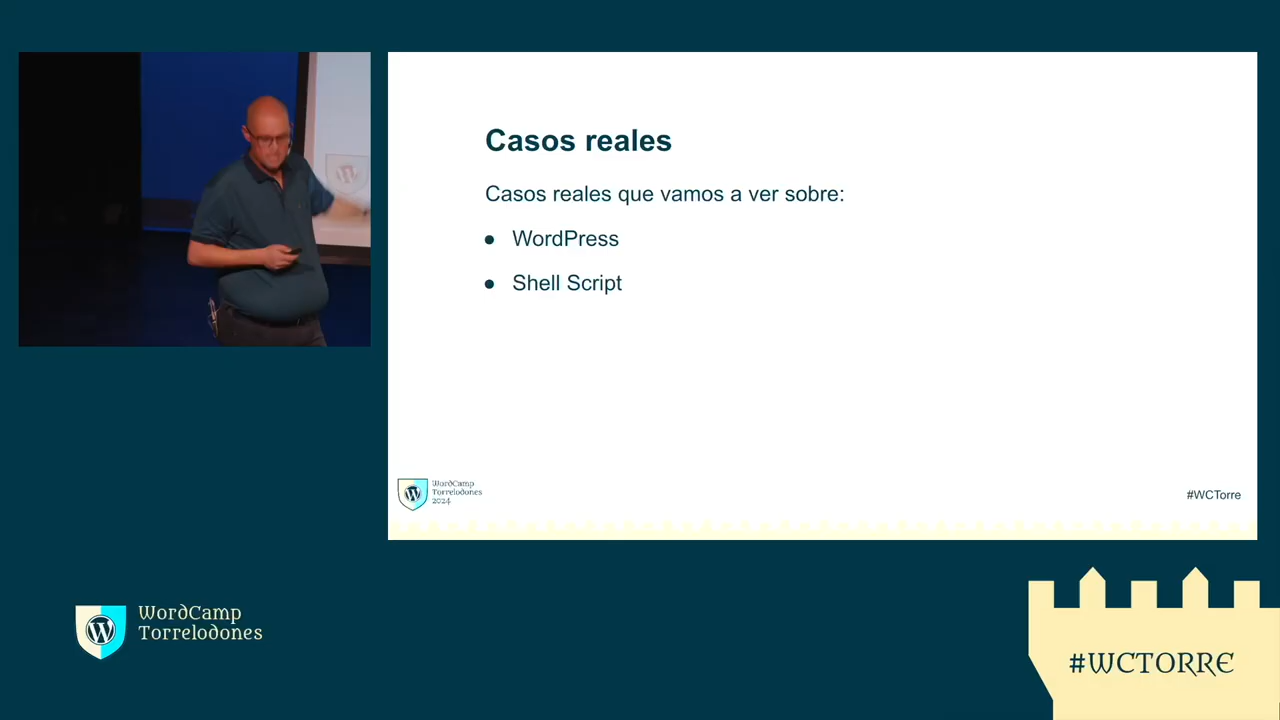 Casos reales
Casos reales que vamos a ver sobre:
● WordPress
● Shell Script
WordCamp
Torrelodones
2024
#WCTorre
WordCamp
Torrelodones
#WCTORRE